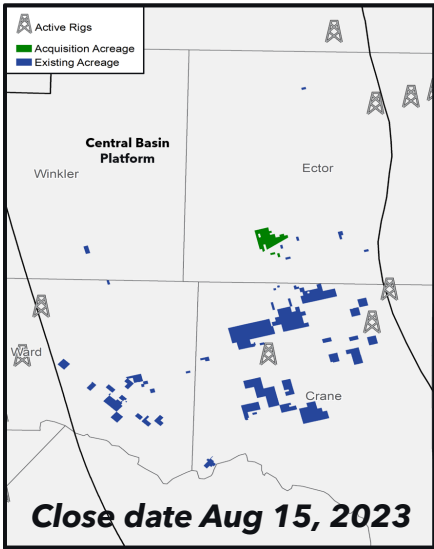 Active Rigs
Acquisition Acreage
Existing Acreage
Central Basin
Platform
Winkler
Ector
Ward
Crane
Close date Aug 15, 2023